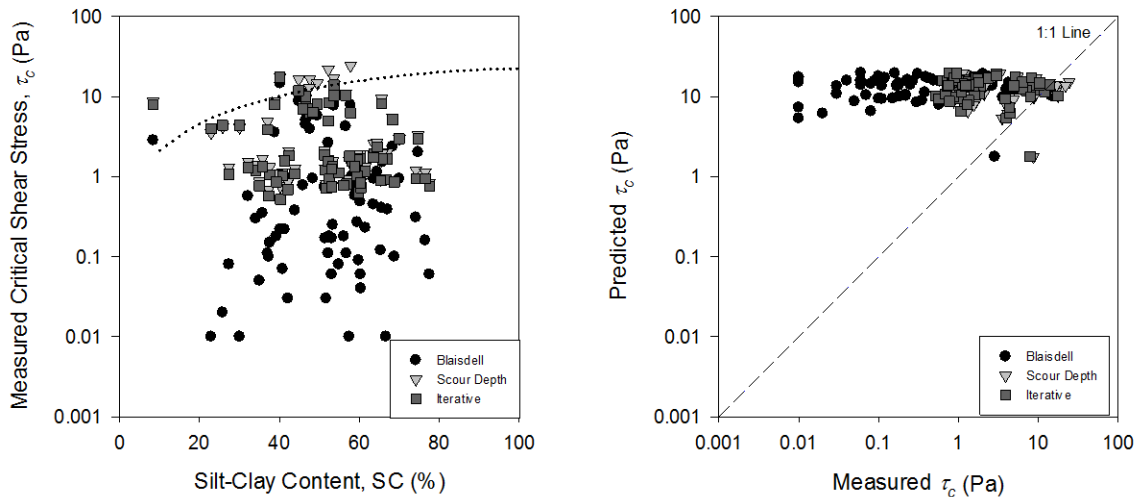 Measured Critical Shear Stress, τc (Pa)
100
10
1
0.1
0.01
0.001
0
20
40
60
80
100
Silt-Clay Content, SC (%)
Blaisdell
Scour Depth
Iterative
Predicted τc (Pa)
100
10
1
0.1
0.01
0.001
0.001
0.01
0.1
1
10
100
Measured τc (Pa)
1:1 Line
Blaisdell
Scour Depth
Iterative